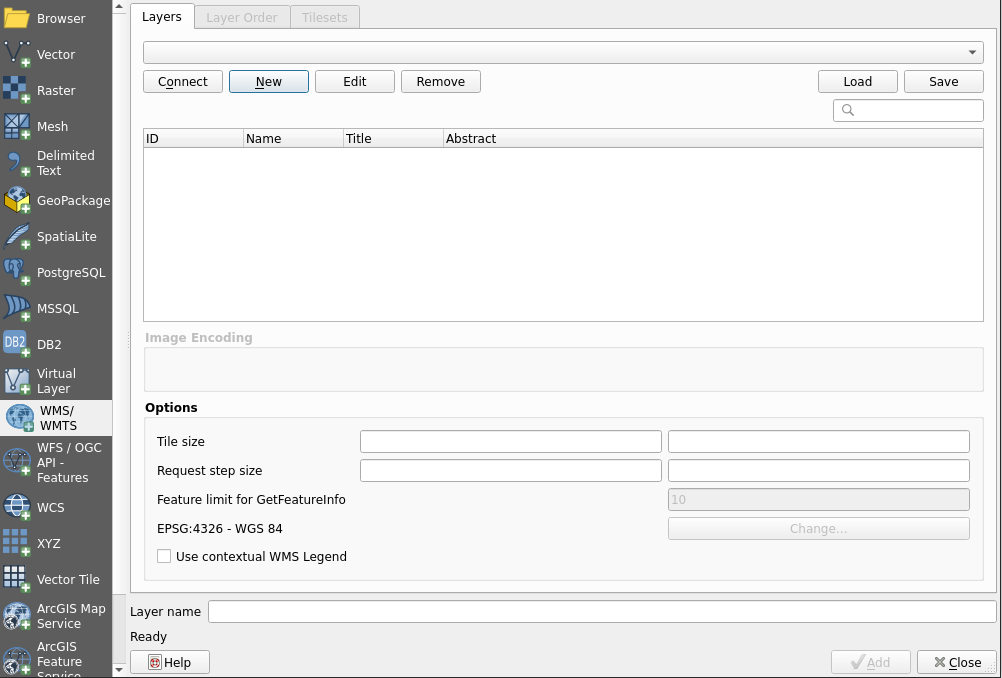 Browser
Vector
Raster
Mesh
Delimited
Text
GeoPackage
SpatiaLite
PostgreSQL
MSSQL
DB2
DB2
Virtual
Layer
WMS/
WMTS
WFS / OGC
API -
Features
WCS
XYZ
Vector Tile
ArcGIS Map
Service
ArcGIS
Feature
Service
Layers Layer Order Tilesets
Connect New Edit Remove Load Save
ID Name Title Abstract
Image Encoding
Options
Tile size
Request step size
Feature limit for GetFeatureInfo 10
EPSG:4326 - WGS 84 Change...
Use contextual WMS Legend
Layer name
Ready
Help Add Close